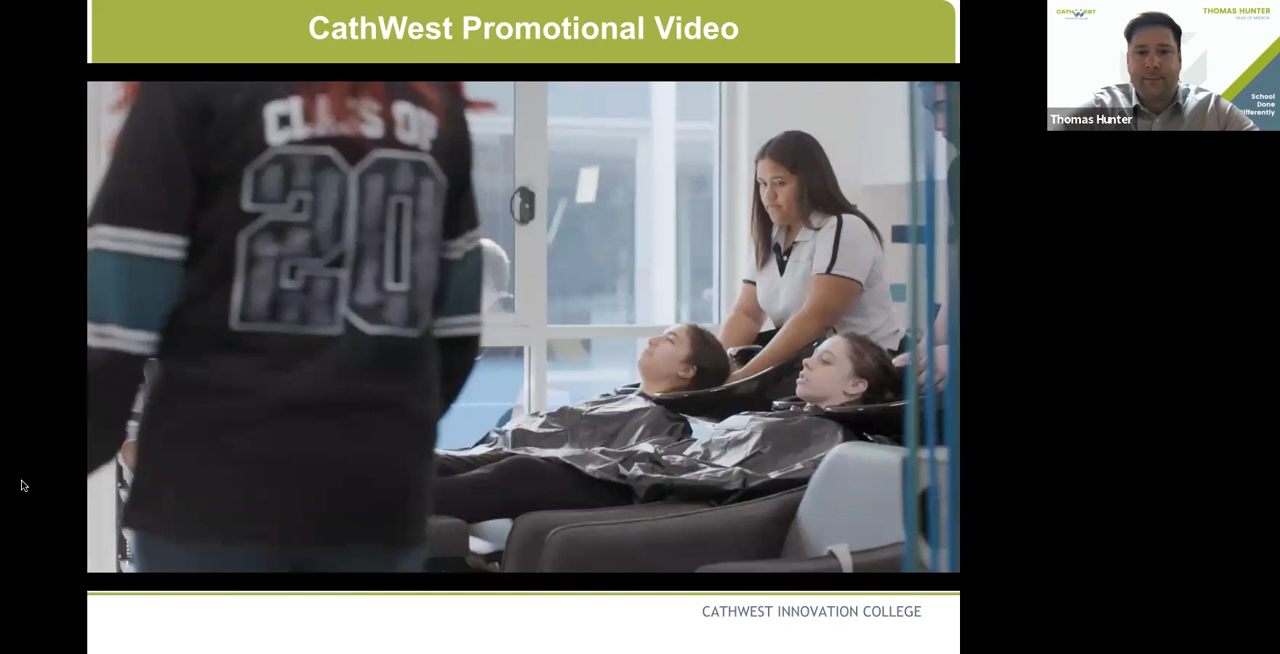 CathWest Promotional Video
CATHWEST
THOMAS HUNTER
HEAD OF MISSION
School
Done
Differently
Thomas Hunter
CLASS OF
20
CATHWEST INNOVATION COLLEGE